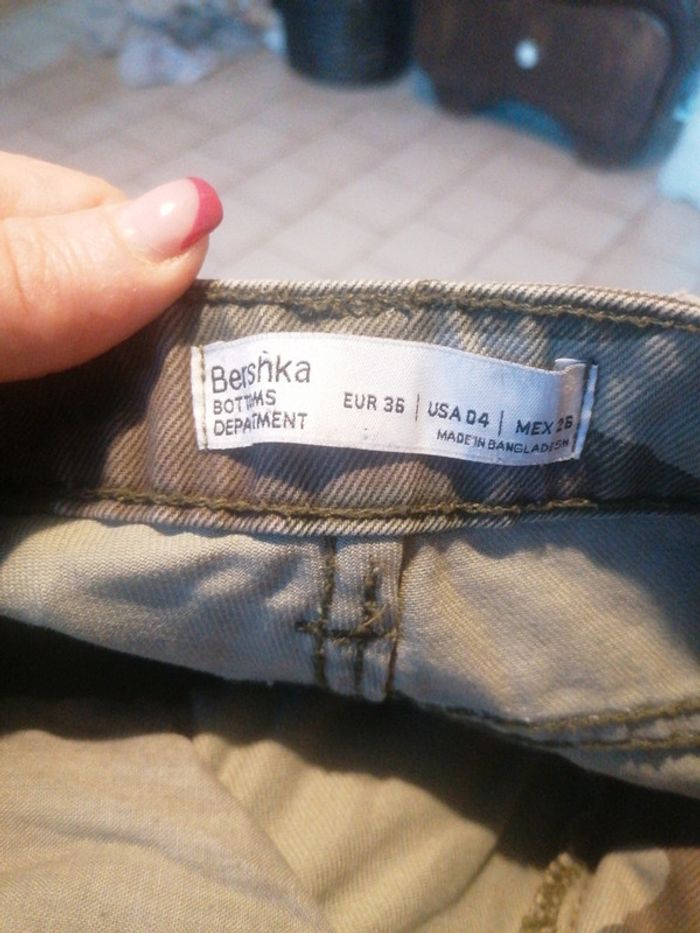 Bershka
BOTTOMS
DEPARTMENT
EUR 36 | USA 04 | MEX 26
MADE IN BANGLADESH